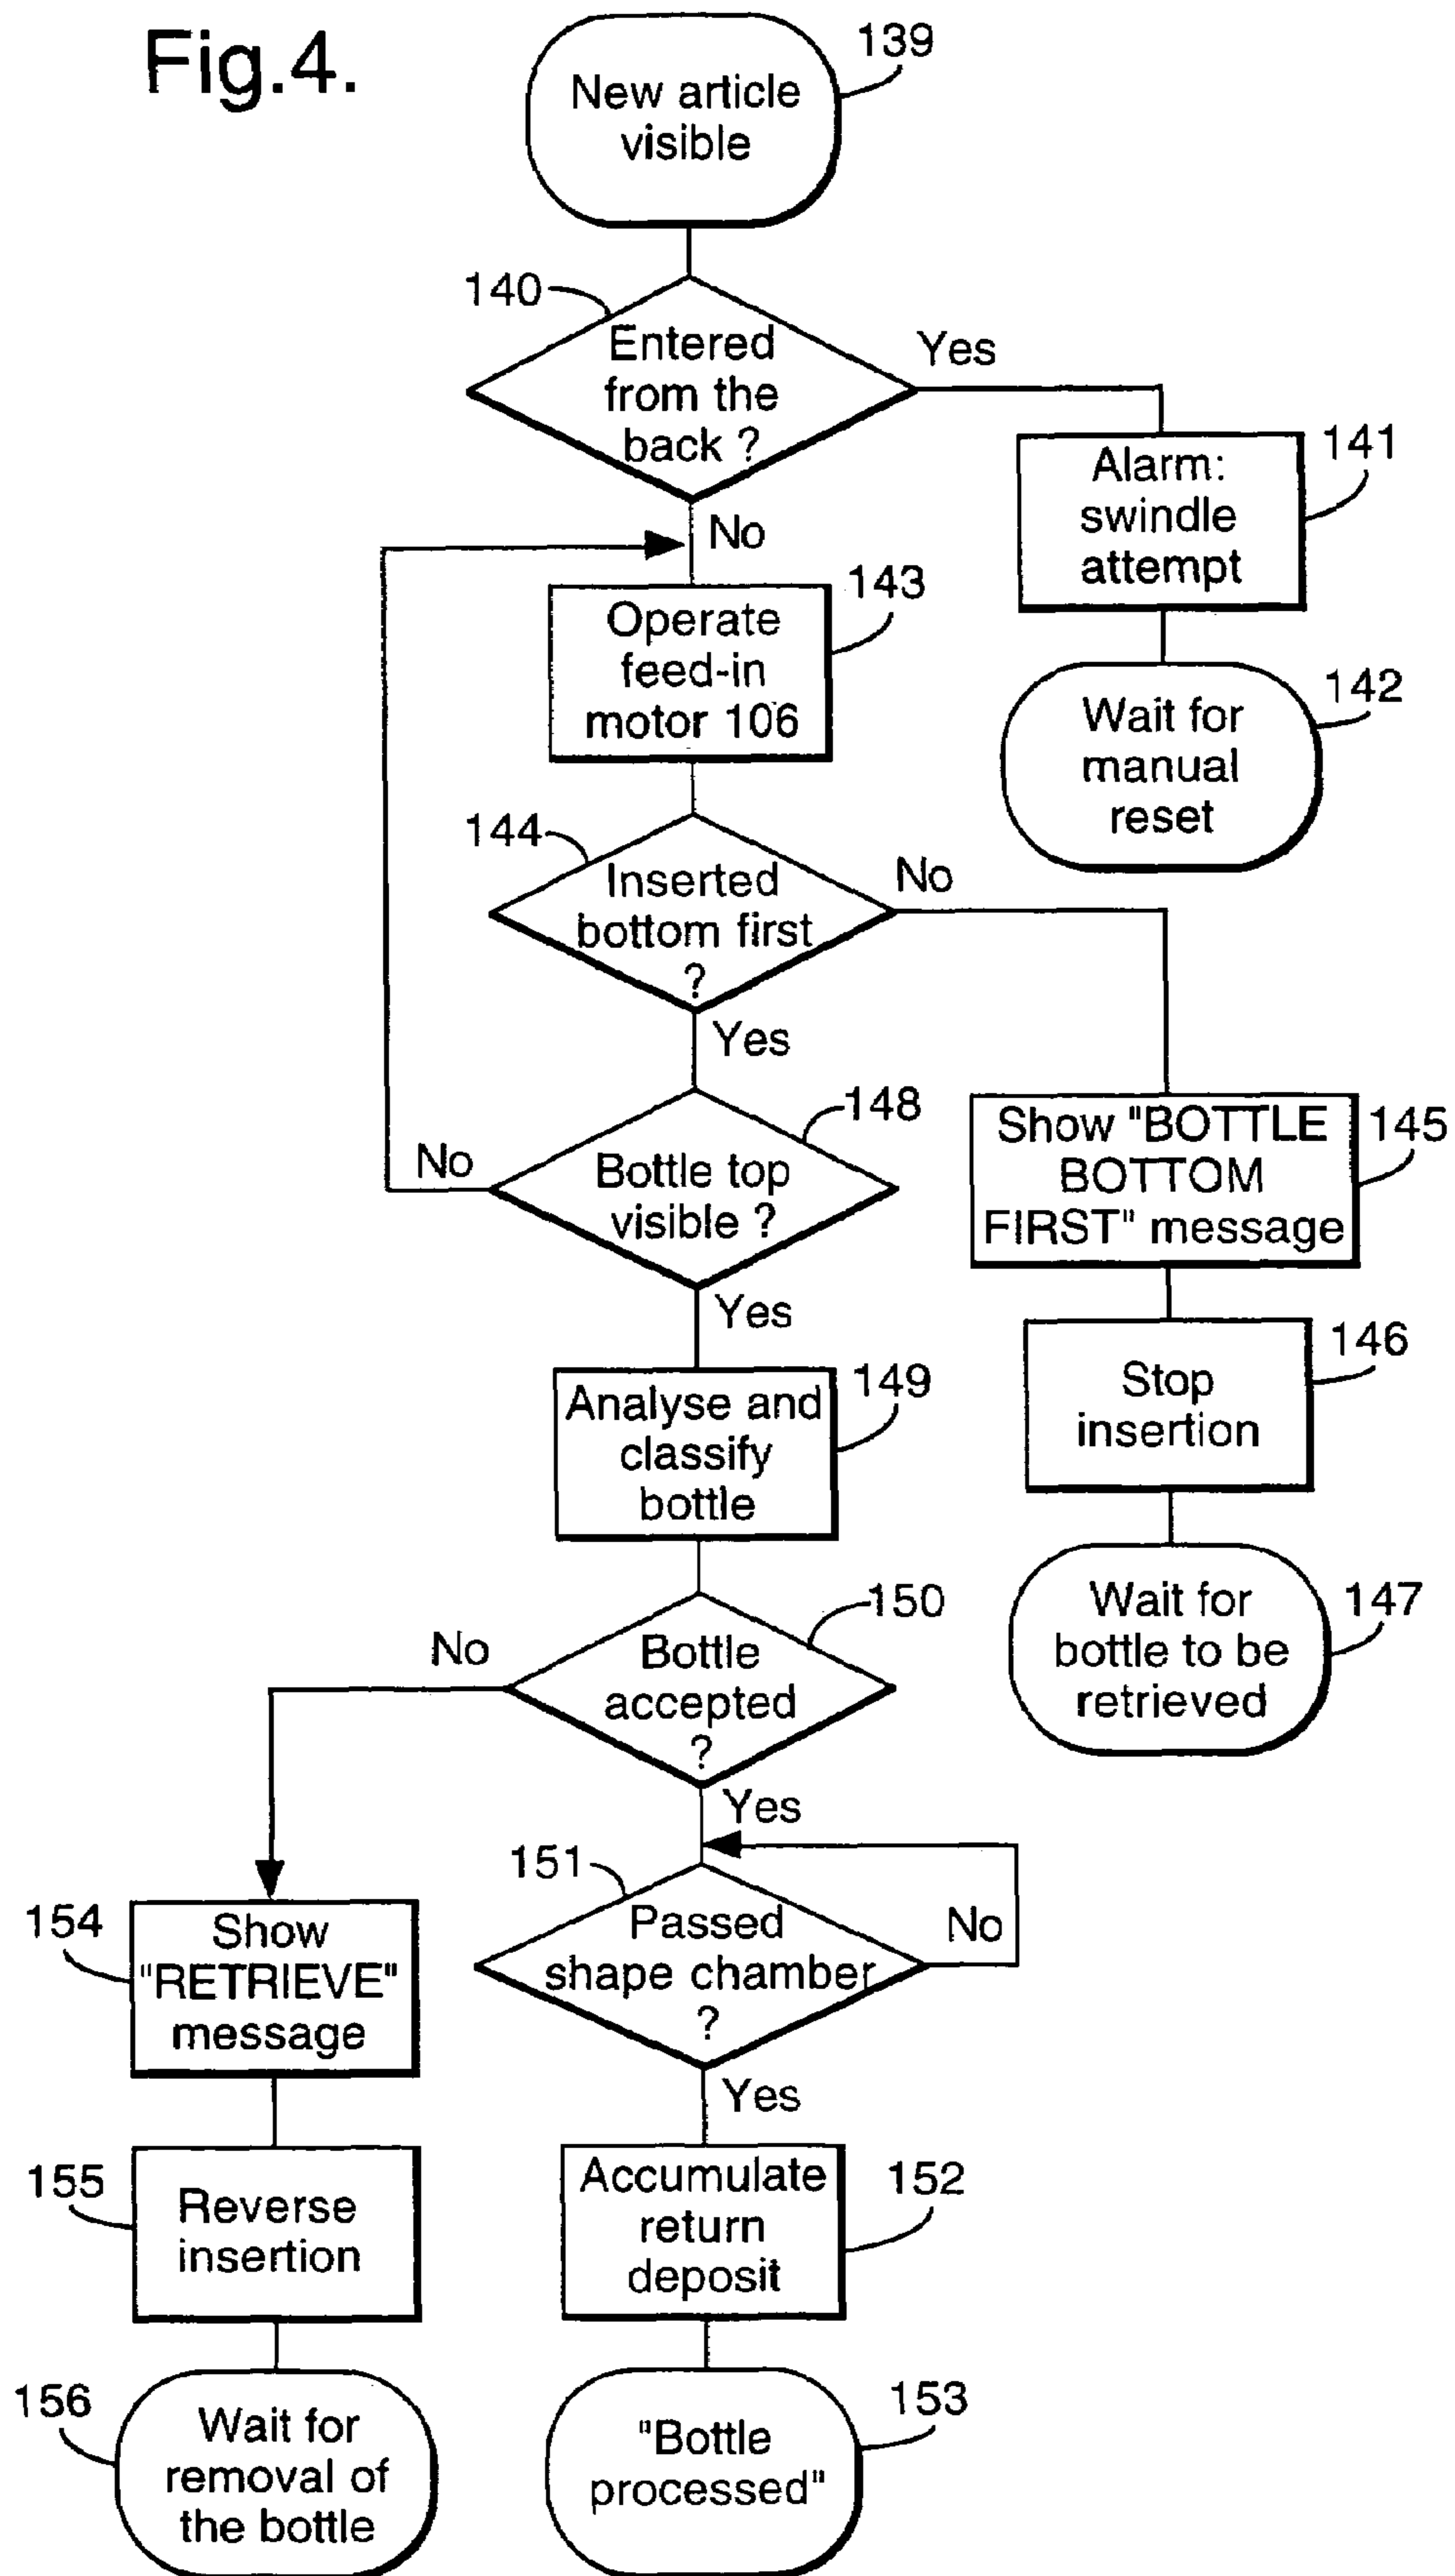 Fig.4.
139
New article
visible
140
Entered
from the
back ?
Yes
141
Alarm:
swindle
attempt
No
143
Operate
feed-in
motor 106
142
Wait for
manual
reset
144
Inserted
bottom first
?
No
Yes
148
Bottle top
visible ?
No
145
Show "BOTTLE
BOTTOM
FIRST" message
Yes
146
Stop
insertion
149
Analyse and
classify
bottle
147
Wait for
bottle to be
retrieved
150
Bottle
accepted
?
No
Yes
151
Passed
shape chamber
?
No
154
Show
"RETRIEVE"
message
Yes
152
Accumulate
return
deposit
155
Reverse
insertion
153
"Bottle
processed"
156
Wait for
removal of
the bottle